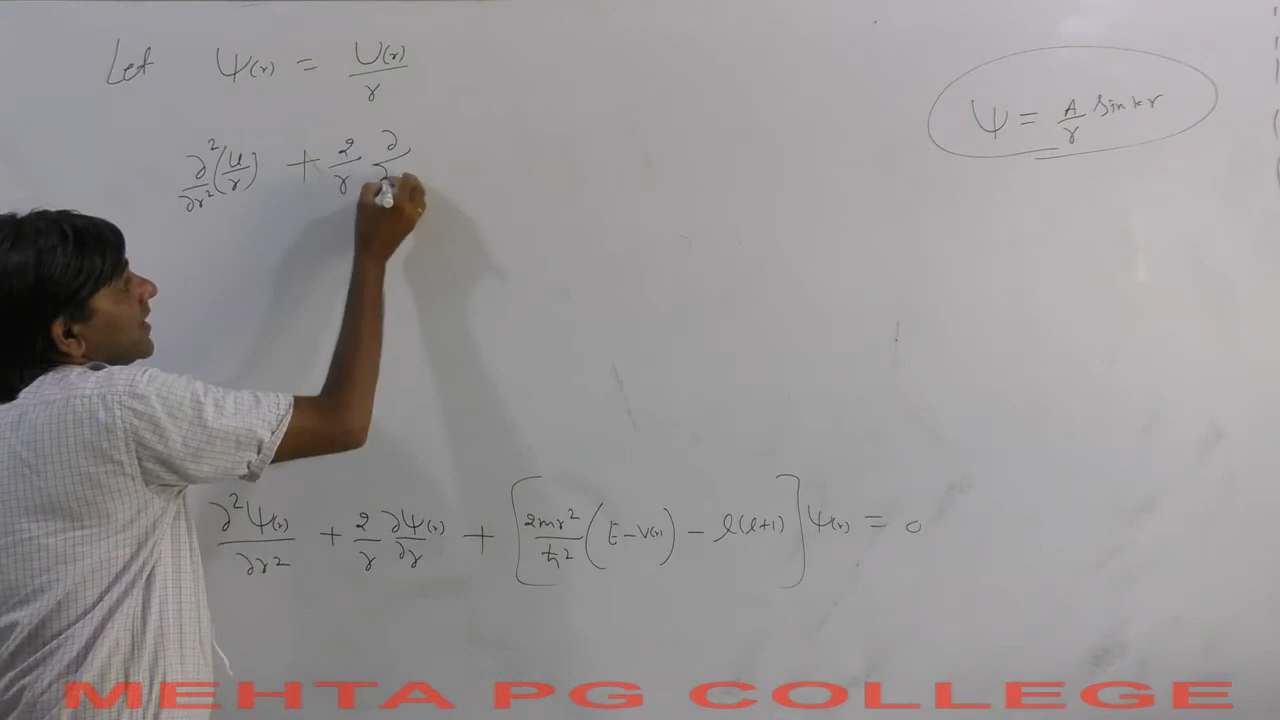 Let Ψ(r) = U(r)/r
Ψ = A/r Sin kr
∂²/∂r² (u/r) + 2/r ∂
∂²Ψ(r)/∂r² + 2/r ∂Ψ(r)/∂r + [2mr²/ħ² (E - V(r)) - l(l+1)] Ψ(r) = 0
MEHTA PG COLLEGE